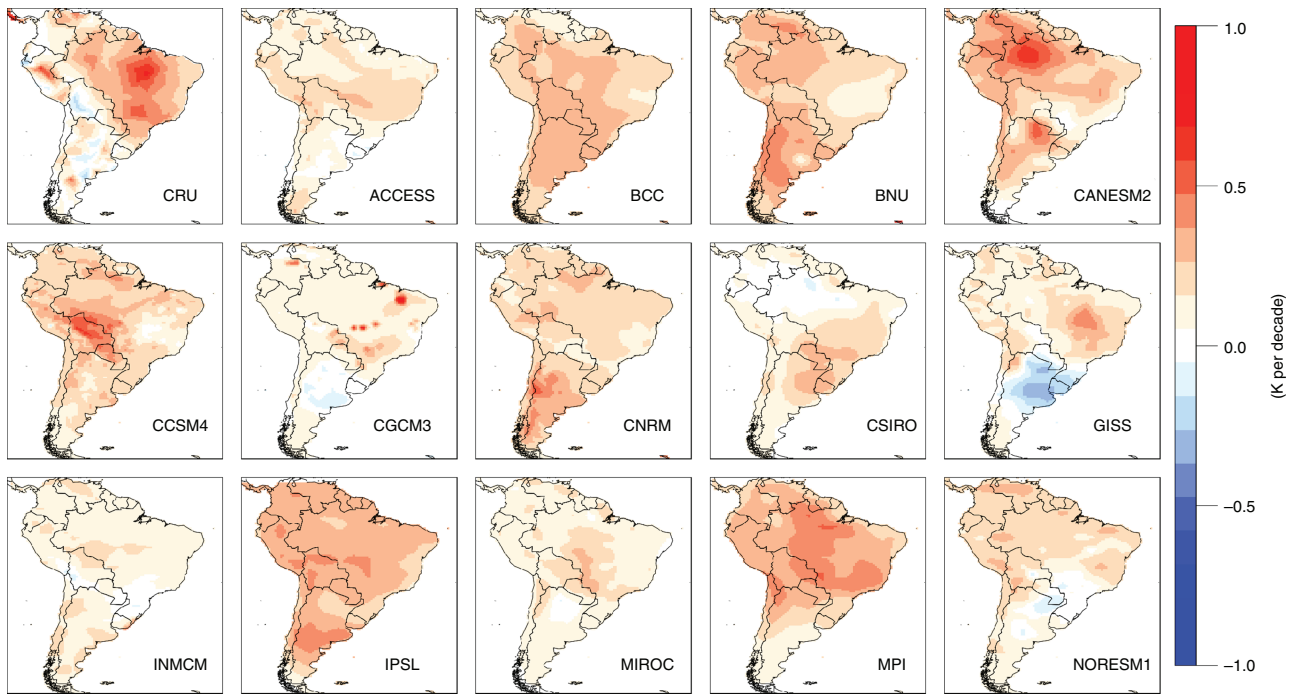 CRU
ACCESS
BCC
BNU
CANESM2
CCSM4
CGCM3
CNRM
CSIRO
GISS
INMCM
IPSL
MIROC
MPI
NORESM1
1.0
0.5
0.0
−0.5
−1.0
(K per decade)